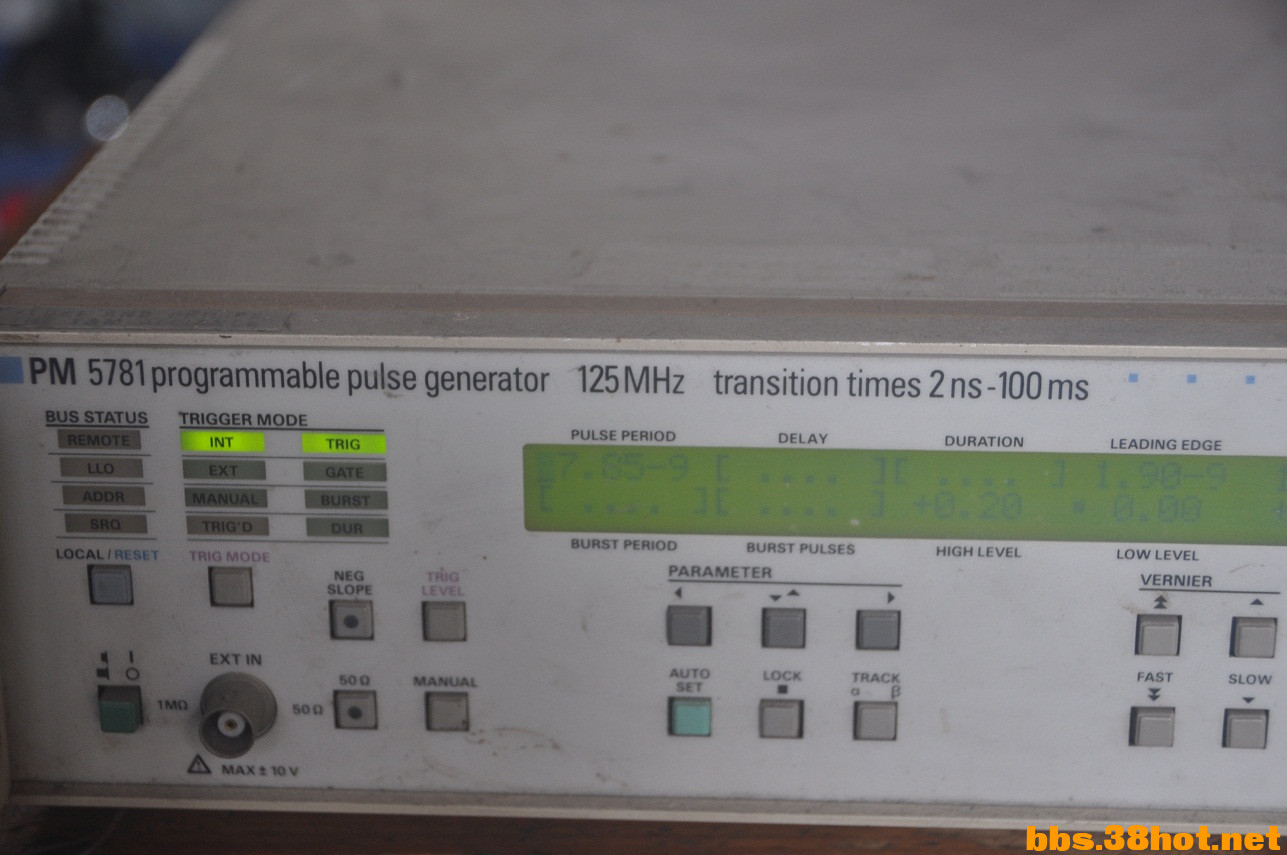 PM 5781 programmable pulse generator 125 MHz transition times 2 ns - 100 ms
BUS STATUS TRIGGER MODE
REMOTE INT TRIG
LLO EXT GATE
ADDR MANUAL BURST
SRQ TRIG'D DUR
LOCAL / RESET TRIG MODE
NEG SLOPE
TRIG LEVEL
EXT IN
1MΩ
50 Ω
50 Ω
MANUAL
MAX ± 10 V
PULSE PERIOD DELAY DURATION LEADING EDGE
7.85-9 [ .... ][ .... ] 1.90-9
[ .... ][ .... ] +0.20 0.00
BURST PERIOD BURST PULSES HIGH LEVEL LOW LEVEL
PARAMETER
VERNIER
AUTO SET
LOCK
TRACK
α β
FAST
SLOW
bbs.38hot.net